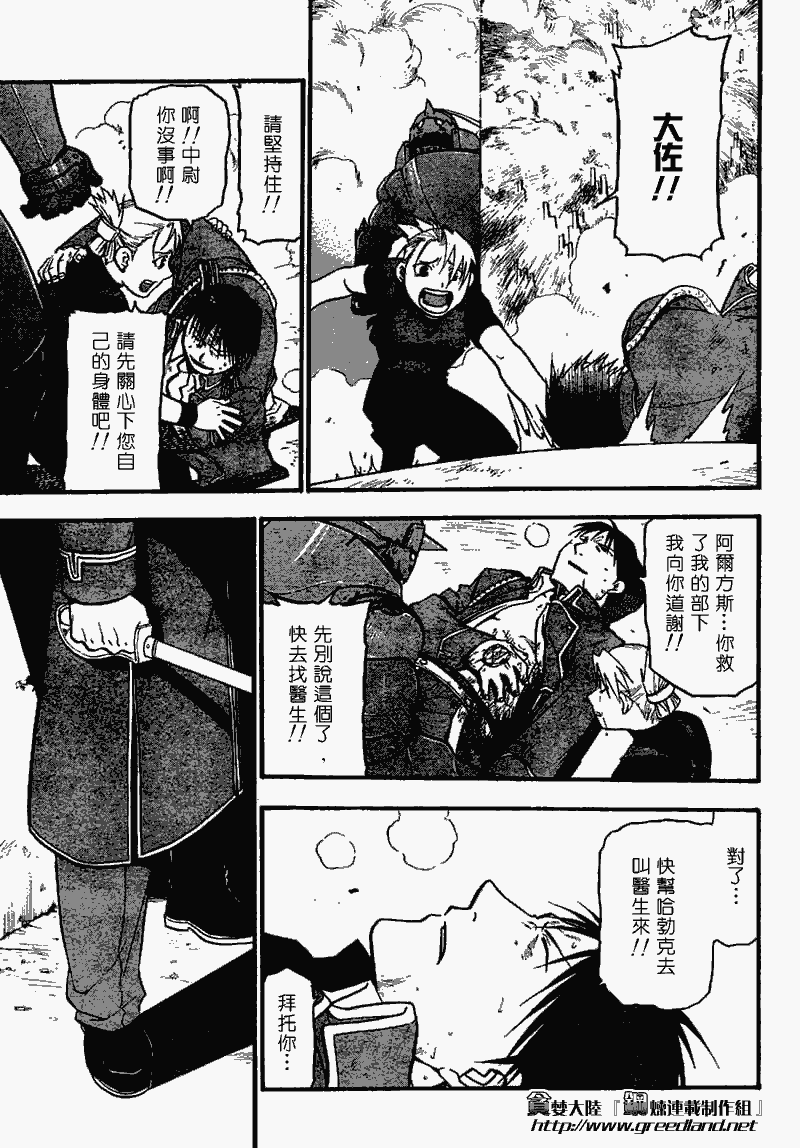 大佐!!
請堅持住!!
啊!!中尉
你沒事啊!!
請先關心下您自
己的身體吧!!
阿爾方斯…你救
了我的部下
我向你道謝!!
先別說這個了,
快去找醫生!!
對了…
快幫哈勃克去
叫醫生來!!
拜托你…
貪婪大陸『鋼煉連載制作組』
http://www.greedland.net